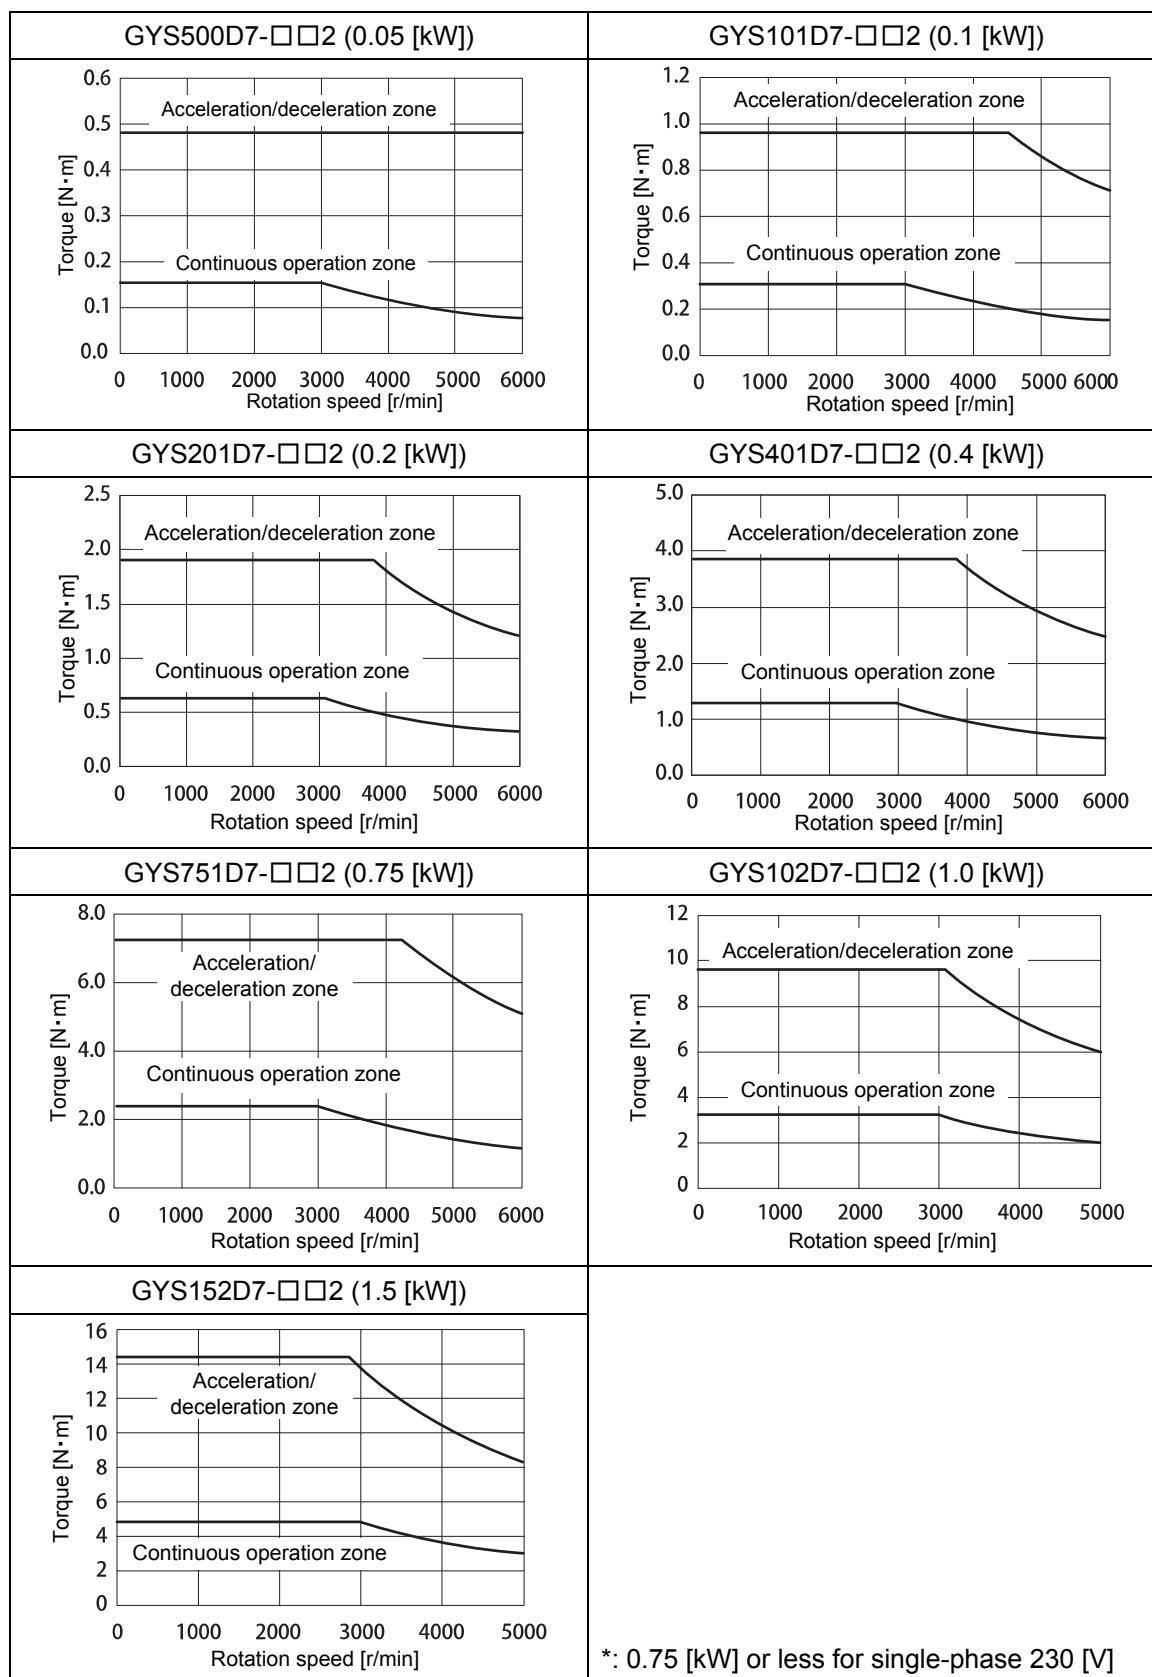 GYS500D7-□□2 (0.05 [kW])
0.6
0.5
0.4
0.3
0.2
0.1
0.0
Torque [N・m]
Acceleration/deceleration zone
Continuous operation zone
0 1000 2000 3000 4000 5000 6000
Rotation speed [r/min]
GYS101D7-□□2 (0.1 [kW])
1.2
1.0
0.8
0.6
0.4
0.2
0.0
Torque [N・m]
Acceleration/deceleration zone
Continuous operation zone
0 1000 2000 3000 4000 5000 6000
Rotation speed [r/min]
GYS201D7-□□2 (0.2 [kW])
2.5
2.0
1.5
1.0
0.5
0.0
Torque [N・m]
Acceleration/deceleration zone
Continuous operation zone
0 1000 2000 3000 4000 5000 6000
Rotation speed [r/min]
GYS401D7-□□2 (0.4 [kW])
5.0
4.0
3.0
2.0
1.0
0.0
Torque [N・m]
Acceleration/deceleration zone
Continuous operation zone
0 1000 2000 3000 4000 5000 6000
Rotation speed [r/min]
GYS751D7-□□2 (0.75 [kW])
8.0
6.0
4.0
2.0
0.0
Torque [N・m]
Acceleration/
deceleration zone
Continuous operation zone
0 1000 2000 3000 4000 5000 6000
Rotation speed [r/min]
GYS102D7-□□2 (1.0 [kW])
12
10
8
6
4
2
0
Torque [N・m]
Acceleration/deceleration zone
Continuous operation zone
0 1000 2000 3000 4000 5000
Rotation speed [r/min]
GYS152D7-□□2 (1.5 [kW])
16
14
12
10
8
6
4
2
0
Torque [N・m]
Acceleration/
deceleration zone
Continuous operation zone
0 1000 2000 3000 4000 5000
Rotation speed [r/min]
*: 0.75 [kW] or less for single-phase 230 [V]